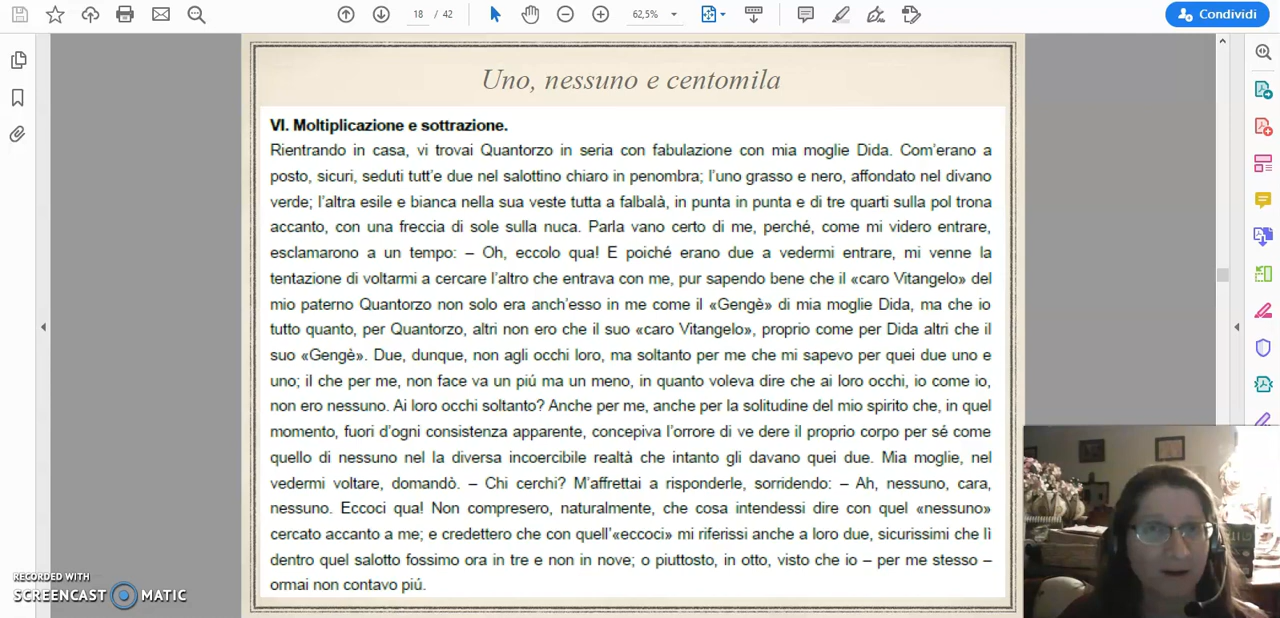 18 / 42
62,5%
Condividi
Uno, nessuno e centomila
VI. Moltiplicazione e sottrazione.
Rientrando in casa, vi trovai Quantorzo in seria con fabulazione con mia moglie Dida. Com'erano a
posto, sicuri, seduti tutt'e due nel salottino chiaro in penombra; l'uno grasso e nero, affondato nel divano
verde; l'altra esile e bianca nella sua veste tutta a falbalà, in punta in punta e di tre quarti sulla pol trona
accanto, con una freccia di sole sulla nuca. Parla vano certo di me, perché, come mi videro entrare,
esclamarono a un tempo: – Oh, eccolo qua! E poiché erano due a vedermi entrare, mi venne la
tentazione di voltarmi a cercare l'altro che entrava con me, pur sapendo bene che il «caro Vitangelo» del
mio paterno Quantorzo non solo era anch'esso in me come il «Gengè» di mia moglie Dida, ma che io
tutto quanto, per Quantorzo, altri non ero che il suo «caro Vitangelo», proprio come per Dida altri che il
suo «Gengè». Due, dunque, non agli occhi loro, ma soltanto per me che mi sapevo per quei due uno e
uno; il che per me, non face va un piú ma un meno, in quanto voleva dire che ai loro occhi, io come io,
non ero nessuno. Ai loro occhi soltanto? Anche per me, anche per la solitudine del mio spirito che, in quel
momento, fuori d'ogni consistenza apparente, concepiva l'orrore di ve dere il proprio corpo per sé come
quello di nessuno nel la diversa incoercibile realtà che intanto gli davano quei due. Mia moglie, nel
vedermi voltare, domandò. – Chi cerchi? M'affrettai a risponderle, sorridendo: – Ah, nessuno, cara,
nessuno. Eccoci qua! Non compresero, naturalmente, che cosa intendessi dire con quel «nessuno»
cercato accanto a me; e credettero che con quell'«eccoci» mi riferissi anche a loro due, sicurissimi che lì
dentro quel salotto fossimo ora in tre e non in nove; o piuttosto, in otto, visto che io – per me stesso –
ormai non contavo piú.
RECORDED WITH
SCREENCAST MATIC